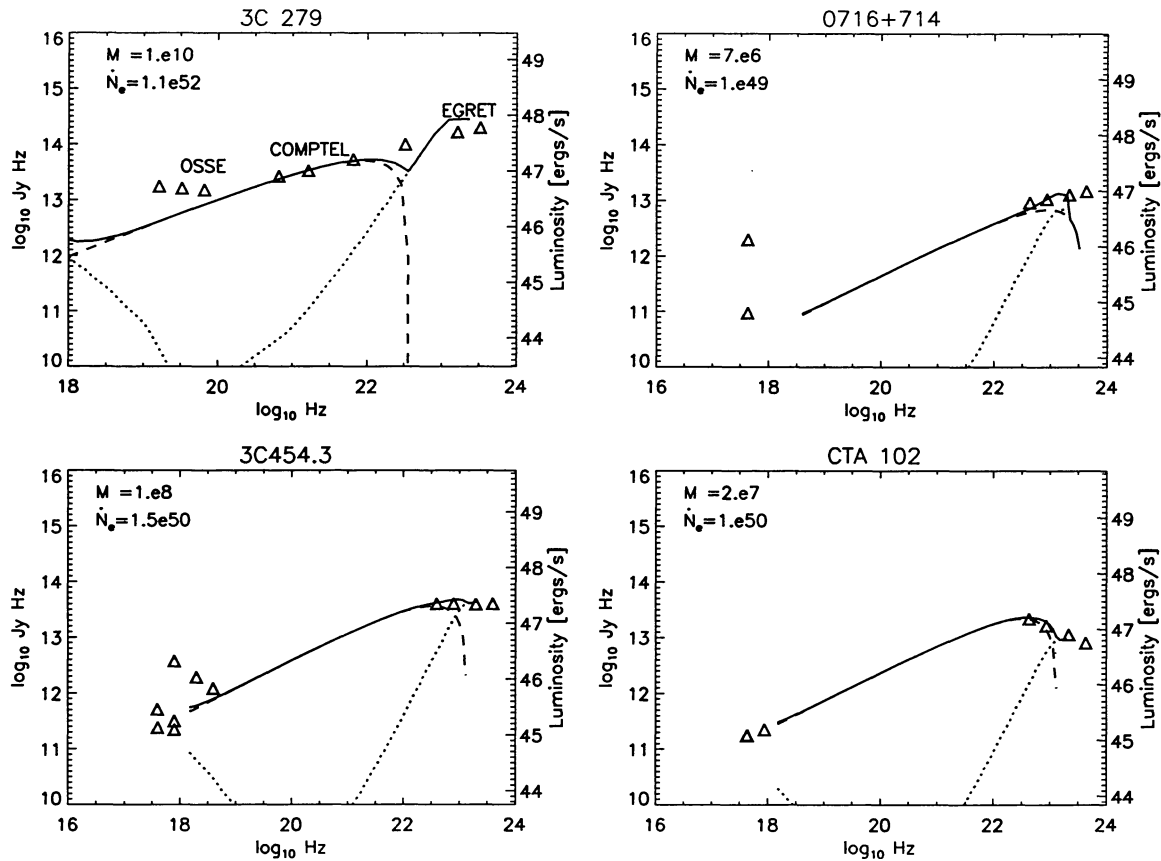 3C 279
M =1.e10
Ṅe=1.1e52
OSSE
COMPTEL
EGRET
16
15
14
13
12
11
10
log10 Jy Hz
49
48
47
46
45
44
Luminosity [ergs/s]
18 20 22 24
log10 Hz
0716+714
M =7.e6
Ṅe=1.e49
16
15
14
13
12
11
10
log10 Jy Hz
49
48
47
46
45
44
Luminosity [ergs/s]
16 18 20 22 24
log10 Hz
3C454.3
M =1.e8
Ṅe=1.5e50
16
15
14
13
12
11
10
log10 Jy Hz
49
48
47
46
45
44
Luminosity [ergs/s]
16 18 20 22 24
log10 Hz
CTA 102
M =2.e7
Ṅe=1.e50
16
15
14
13
12
11
10
log10 Jy Hz
49
48
47
46
45
44
Luminosity [ergs/s]
16 18 20 22 24
log10 Hz